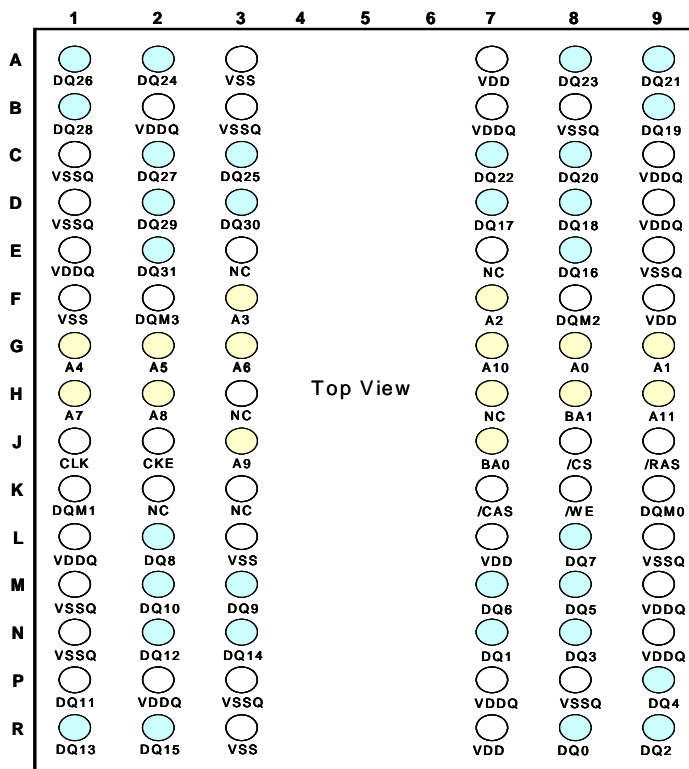 1 2 3 4 5 6 7 8 9
A
DQ26 DQ24 VSS VDD DQ23 DQ21
B
DQ28 VDDQ VSSQ VDDQ VSSQ DQ19
C
VSSQ DQ27 DQ25 DQ22 DQ20 VDDQ
D
VSSQ DQ29 DQ30 DQ17 DQ18 VDDQ
E
VDDQ DQ31 NC NC DQ16 VSSQ
F
VSS DQM3 A3 A2 DQM2 VDD
G
A4 A5 A6 A10 A0 A1
H Top View
A7 A8 NC NC BA1 A11
J
CLK CKE A9 BA0 /CS /RAS
K
DQM1 NC NC /CAS /WE DQM0
L
VDDQ DQ8 VSS VDD DQ7 VSSQ
M
VSSQ DQ10 DQ9 DQ6 DQ5 VDDQ
N
VSSQ DQ12 DQ14 DQ1 DQ3 VDDQ
P
DQ11 VDDQ VSSQ VDDQ VSSQ DQ4
R
DQ13 DQ15 VSS VDD DQ0 DQ2